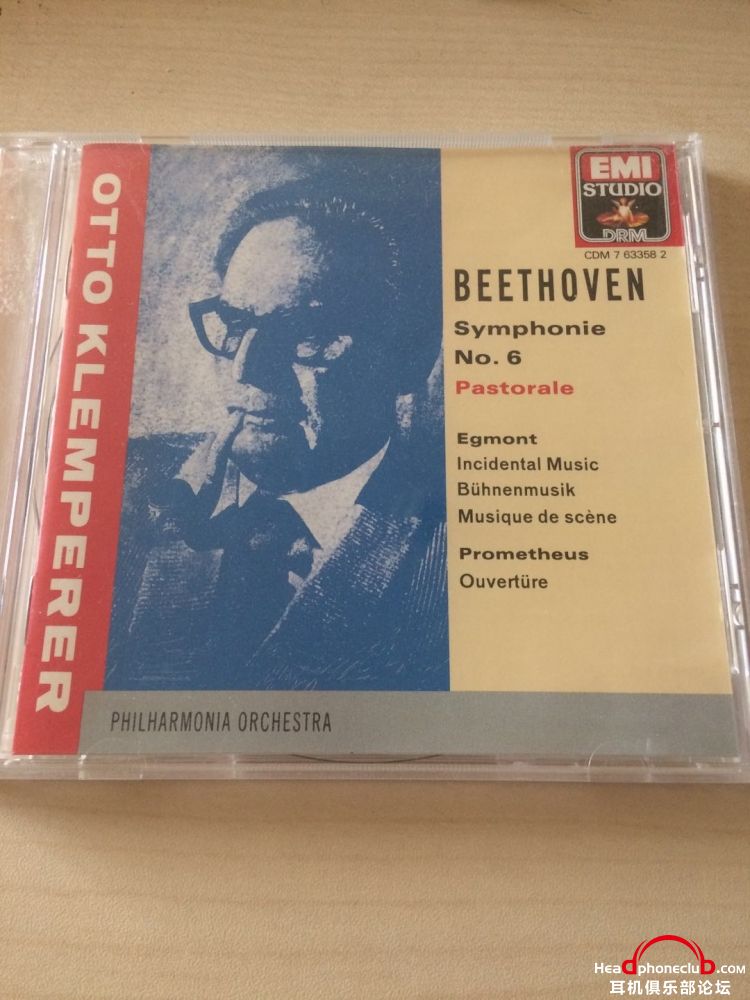 OTTO KLEMPERER
EMI
STUDIO
DRM
CDM 7 63358 2
BEETHOVEN
Symphonie
No. 6
Pastorale
Egmont
Incidental Music
Bühnenmusik
Musique de scène
Prometheus
Ouvertüre
PHILHARMONIA ORCHESTRA
Headphoneclub.com
耳机俱乐部论坛